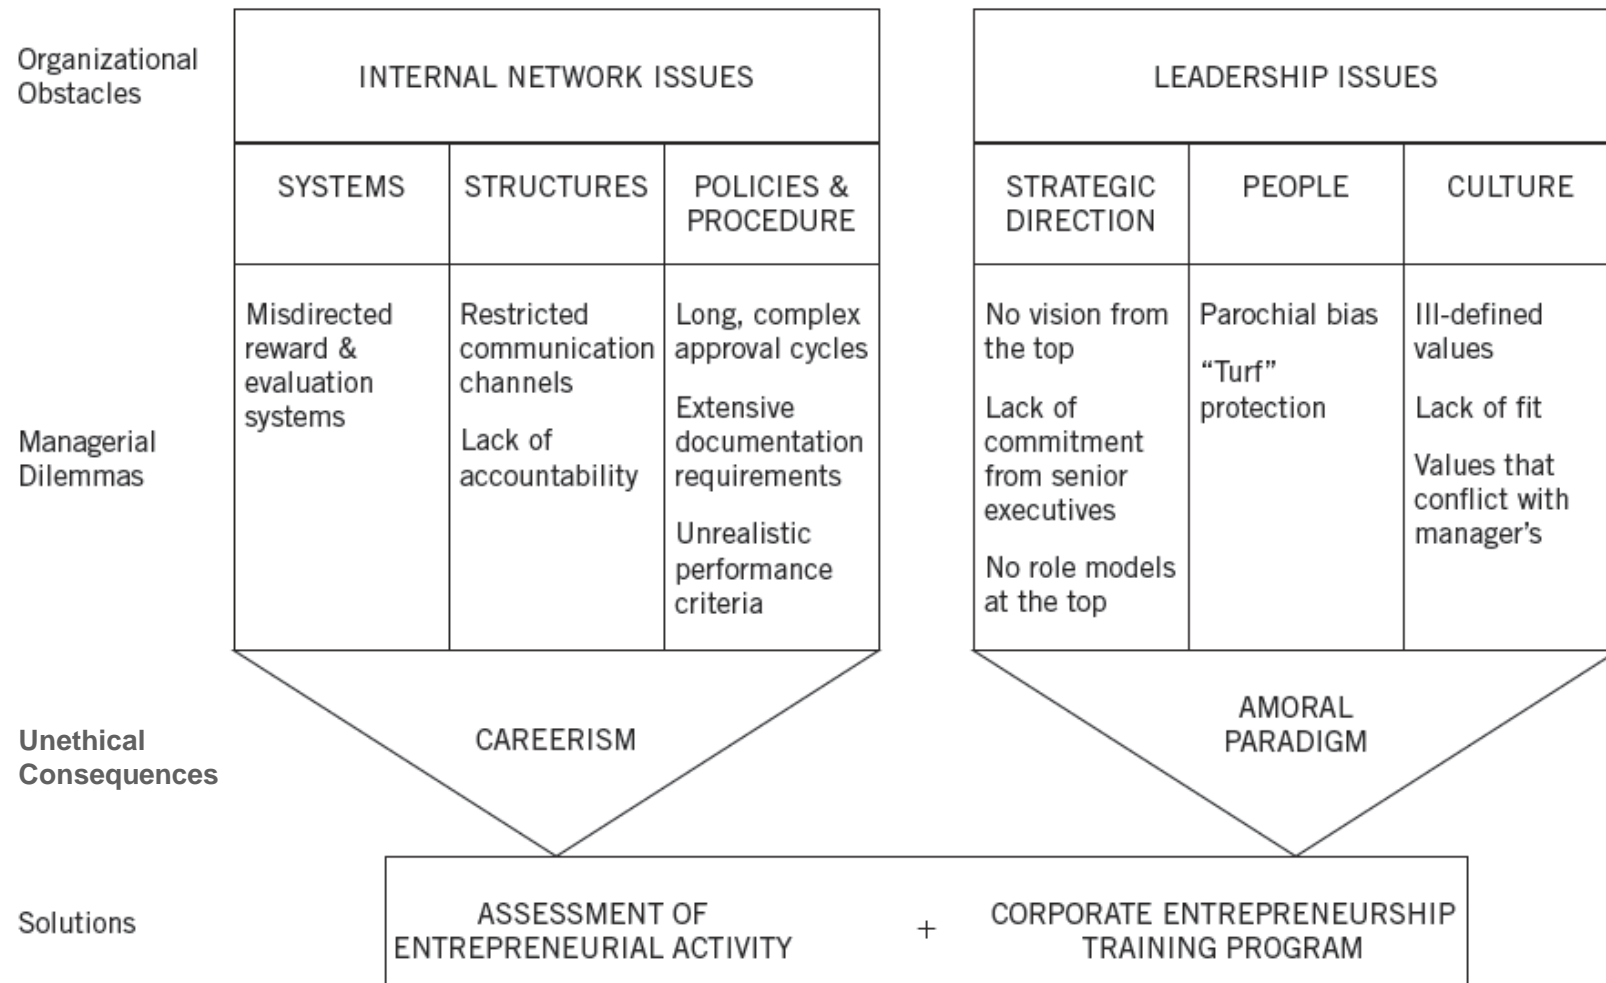 Organizational
Obstacles
INTERNAL NETWORK ISSUES
LEADERSHIP ISSUES
SYSTEMS
STRUCTURES
POLICIES &
PROCEDURE
STRATEGIC
DIRECTION
PEOPLE
CULTURE
Managerial
Dilemmas
Misdirected
reward &
evaluation
systems
Restricted
communication
channels
Lack of
accountability
Long, complex
approval cycles
Extensive
documentation
requirements
Unrealistic
performance
criteria
No vision from
the top
Lack of
commitment
from senior
executives
No role models
at the top
Parochial bias
“Turf”
protection
Ill-defined
values
Lack of fit
Values that
conflict with
manager’s
Unethical
Consequences
CAREERISM
AMORAL
PARADIGM
Solutions
ASSESSMENT OF
ENTREPRENEURIAL ACTIVITY
+
CORPORATE ENTREPRENEURSHIP
TRAINING PROGRAM